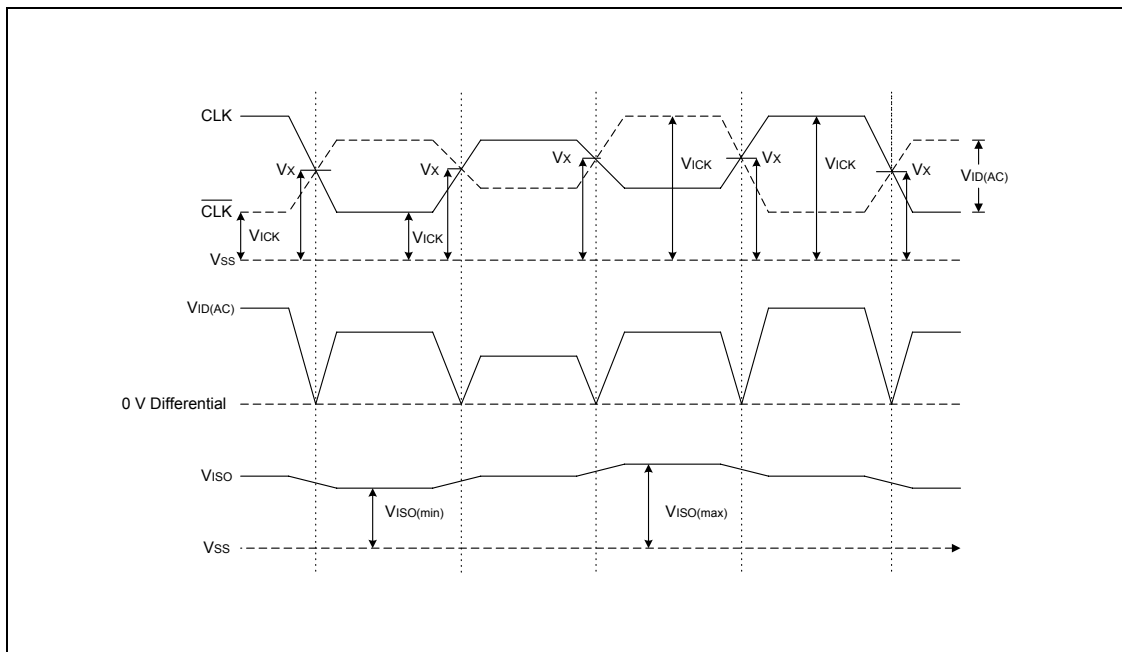 CLK
VX
VX
VX
VICK
VX
VICK
VX
VID(AC)
CLK
VICK
VICK
VSS
VID(AC)
0 V Differential
VISO
VISO(min)
VISO(max)
VSS